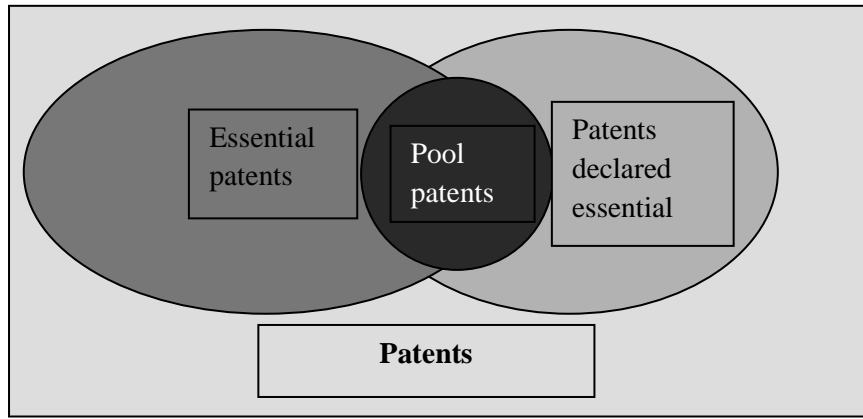 Essential
patents
Pool
patents
Patents
declared
essential
Patents